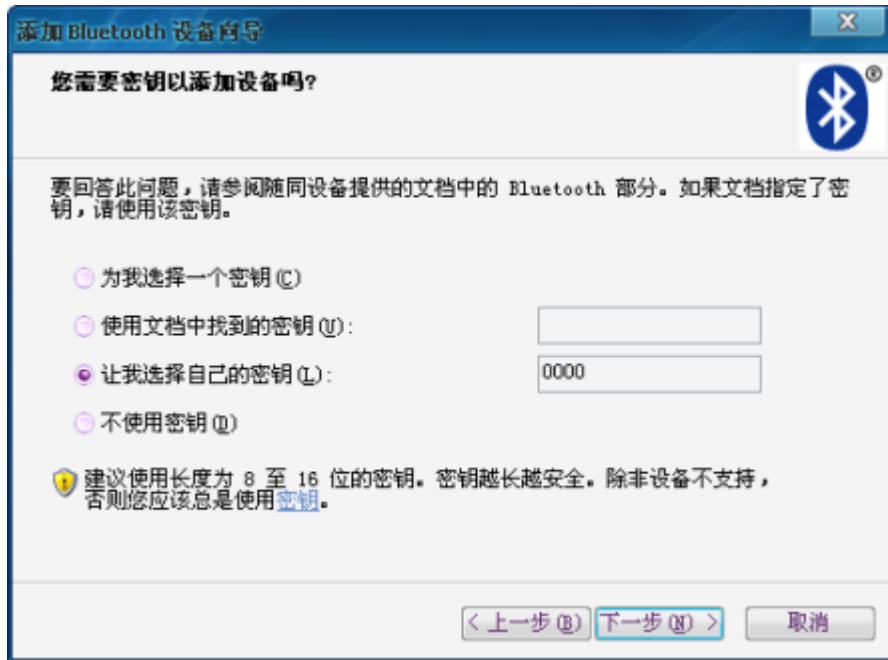 添加 Bluetooth 设备向导
您需要密钥以添加设备吗?
®
要回答此问题，请参阅随同设备提供的文档中的 Bluetooth 部分。如果文档指定了密
钥，请使用该密钥。
为我选择一个密钥(C)
使用文档中找到的密钥(U):
让我选择自己的密钥(L): 0000
不使用密钥(D)
建议使用长度为 8 至 16 位的密钥。密钥越长越安全。除非设备不支持，
否则您应该总是使用密钥。
< 上一步(B) 下一步(N) > 取消